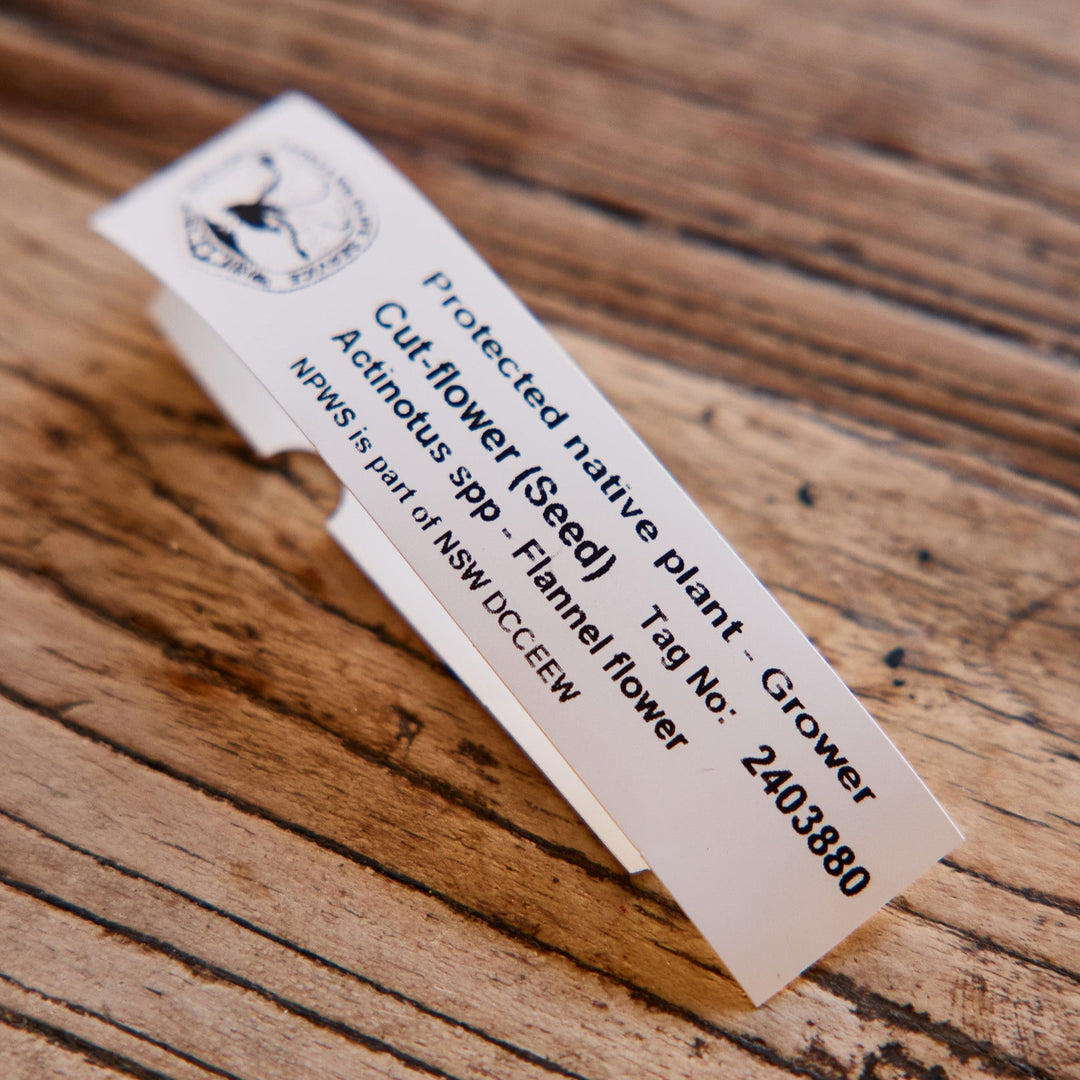 Protected native plant - Grower
Cut-flower (Seed) Tag No: 2403880
Actinotus spp - Flannel flower
NPWS is part of NSW DCCEEW
SERVICE